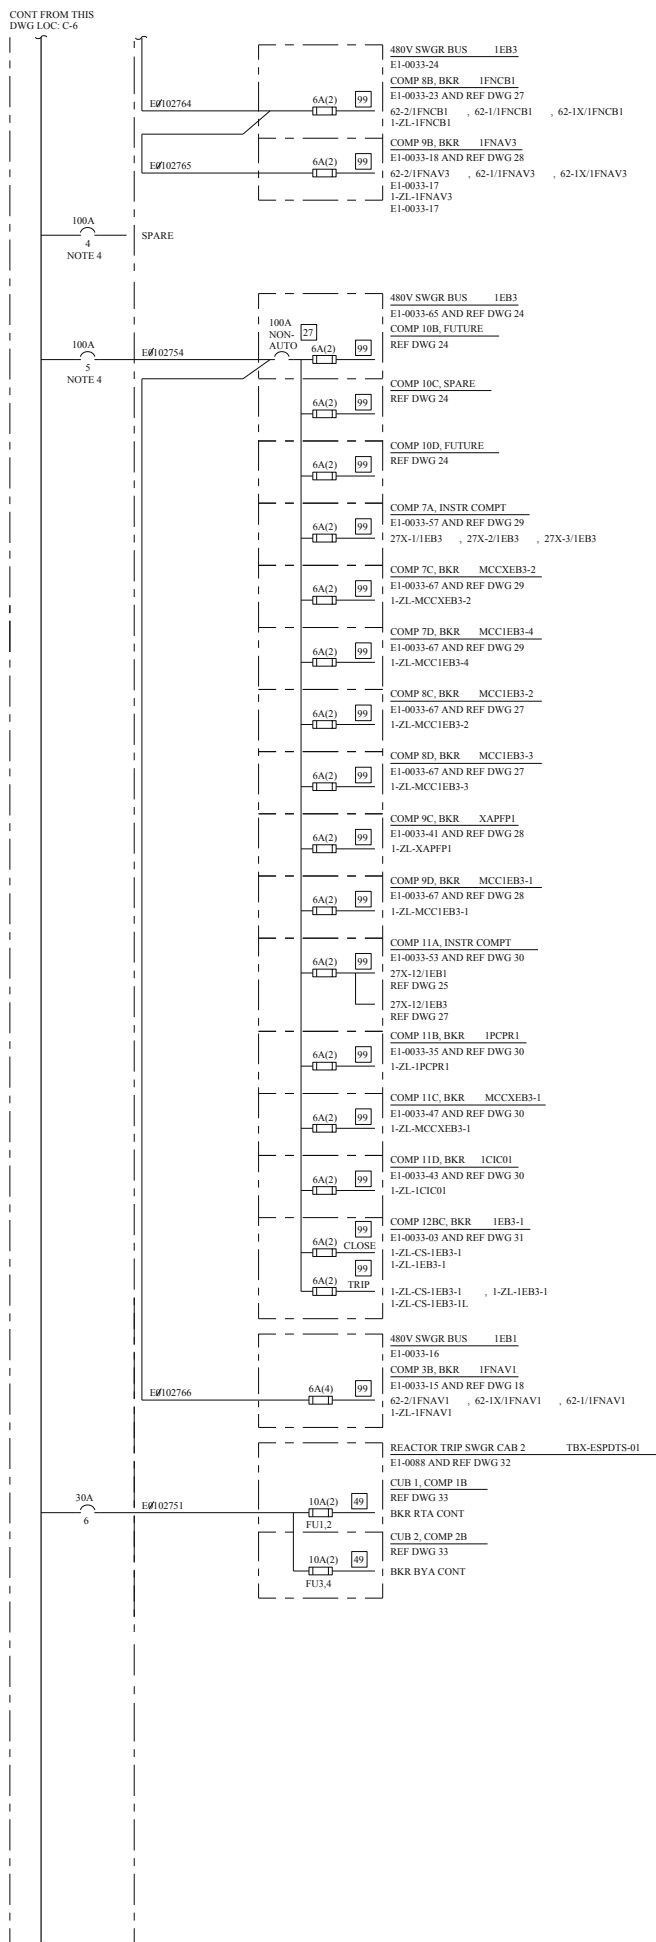 CONT FROM THIS
DWG LOC: C-6
480V SWGR BUS 1EB3
E1-0033-24
COMP 8B, BKR 1FNCB1
E1-0033-23 AND REF DWG 27
E0102764
6A(2)
99
62-2/1FNCB1 , 62-1/1FNCB1 , 62-1X/1FNCB1
1-ZL-1FNCB1
COMP 9B, BKR 1FNAV3
E1-0033-18 AND REF DWG 28
E0102765
6A(2)
99
62-2/1FNAV3 , 62-1/1FNAV3 , 62-1X/1FNAV3
E1-0033-17
1-ZL-1FNAV3
E1-0033-17
100A
4
NOTE 4
SPARE
480V SWGR BUS 1EB3
E1-0033-65 AND REF DWG 24
COMP 10B, FUTURE
REF DWG 24
100A
5
NOTE 4
E0102754
100A
NON-
AUTO
27
6A(2)
99
COMP 10C, SPARE
REF DWG 24
6A(2)
99
COMP 10D, FUTURE
REF DWG 24
6A(2)
99
COMP 7A, INSTR COMPT
E1-0033-57 AND REF DWG 29
6A(2)
99
27X-1/1EB3 , 27X-2/1EB3 , 27X-3/1EB3
COMP 7C, BKR MCCXEB3-2
E1-0033-67 AND REF DWG 29
6A(2)
99
1-ZL-MCCXEB3-2
COMP 7D, BKR MCC1EB3-4
E1-0033-67 AND REF DWG 29
6A(2)
99
1-ZL-MCC1EB3-4
COMP 8C, BKR MCC1EB3-2
E1-0033-67 AND REF DWG 27
6A(2)
99
1-ZL-MCC1EB3-2
COMP 8D, BKR MCC1EB3-3
E1-0033-67 AND REF DWG 27
6A(2)
99
1-ZL-MCC1EB3-3
COMP 9C, BKR XAPFP1
E1-0033-41 AND REF DWG 28
6A(2)
99
1-ZL-XAPFP1
COMP 9D, BKR MCC1EB3-1
E1-0033-67 AND REF DWG 28
6A(2)
99
1-ZL-MCC1EB3-1
COMP 11A, INSTR COMPT
E1-0033-53 AND REF DWG 30
6A(2)
99
27X-12/1EB1
REF DWG 25
27X-12/1EB3
REF DWG 27
COMP 11B, BKR 1PCPR1
E1-0033-35 AND REF DWG 30
6A(2)
99
1-ZL-1PCPR1
COMP 11C, BKR MCCXEB3-1
E1-0033-47 AND REF DWG 30
6A(2)
99
1-ZL-MCCXEB3-1
COMP 11D, BKR 1CIC01
E1-0033-43 AND REF DWG 30
6A(2)
99
1-ZL-1CIC01
COMP 12BC, BKR 1EB3-1
E1-0033-03 AND REF DWG 31
6A(2)
99
CLOSE
1-ZL-CS-1EB3-1
1-ZL-1EB3-1
6A(2)
99
TRIP
1-ZL-CS-1EB3-1 , 1-ZL-1EB3-1
1-ZL-CS-1EB3-1L
480V SWGR BUS 1EB1
E1-0033-16
COMP 3B, BKR 1FNAV1
E1-0033-15 AND REF DWG 18
E0102766
6A(4)
99
62-2/1FNAV1 , 62-1X/1FNAV1 , 62-1/1FNAV1
1-ZL-1FNAV1
REACTOR TRIP SWGR CAB 2 TBX-ESPDTS-01
E1-0088 AND REF DWG 32
CUB 1, COMP 1B
REF DWG 33
30A
6
E0102751
10A(2)
49
FU1,2
BKR RTA CONT
CUB 2, COMP 2B
REF DWG 33
10A(2)
49
FU3,4
BKR BYA CONT